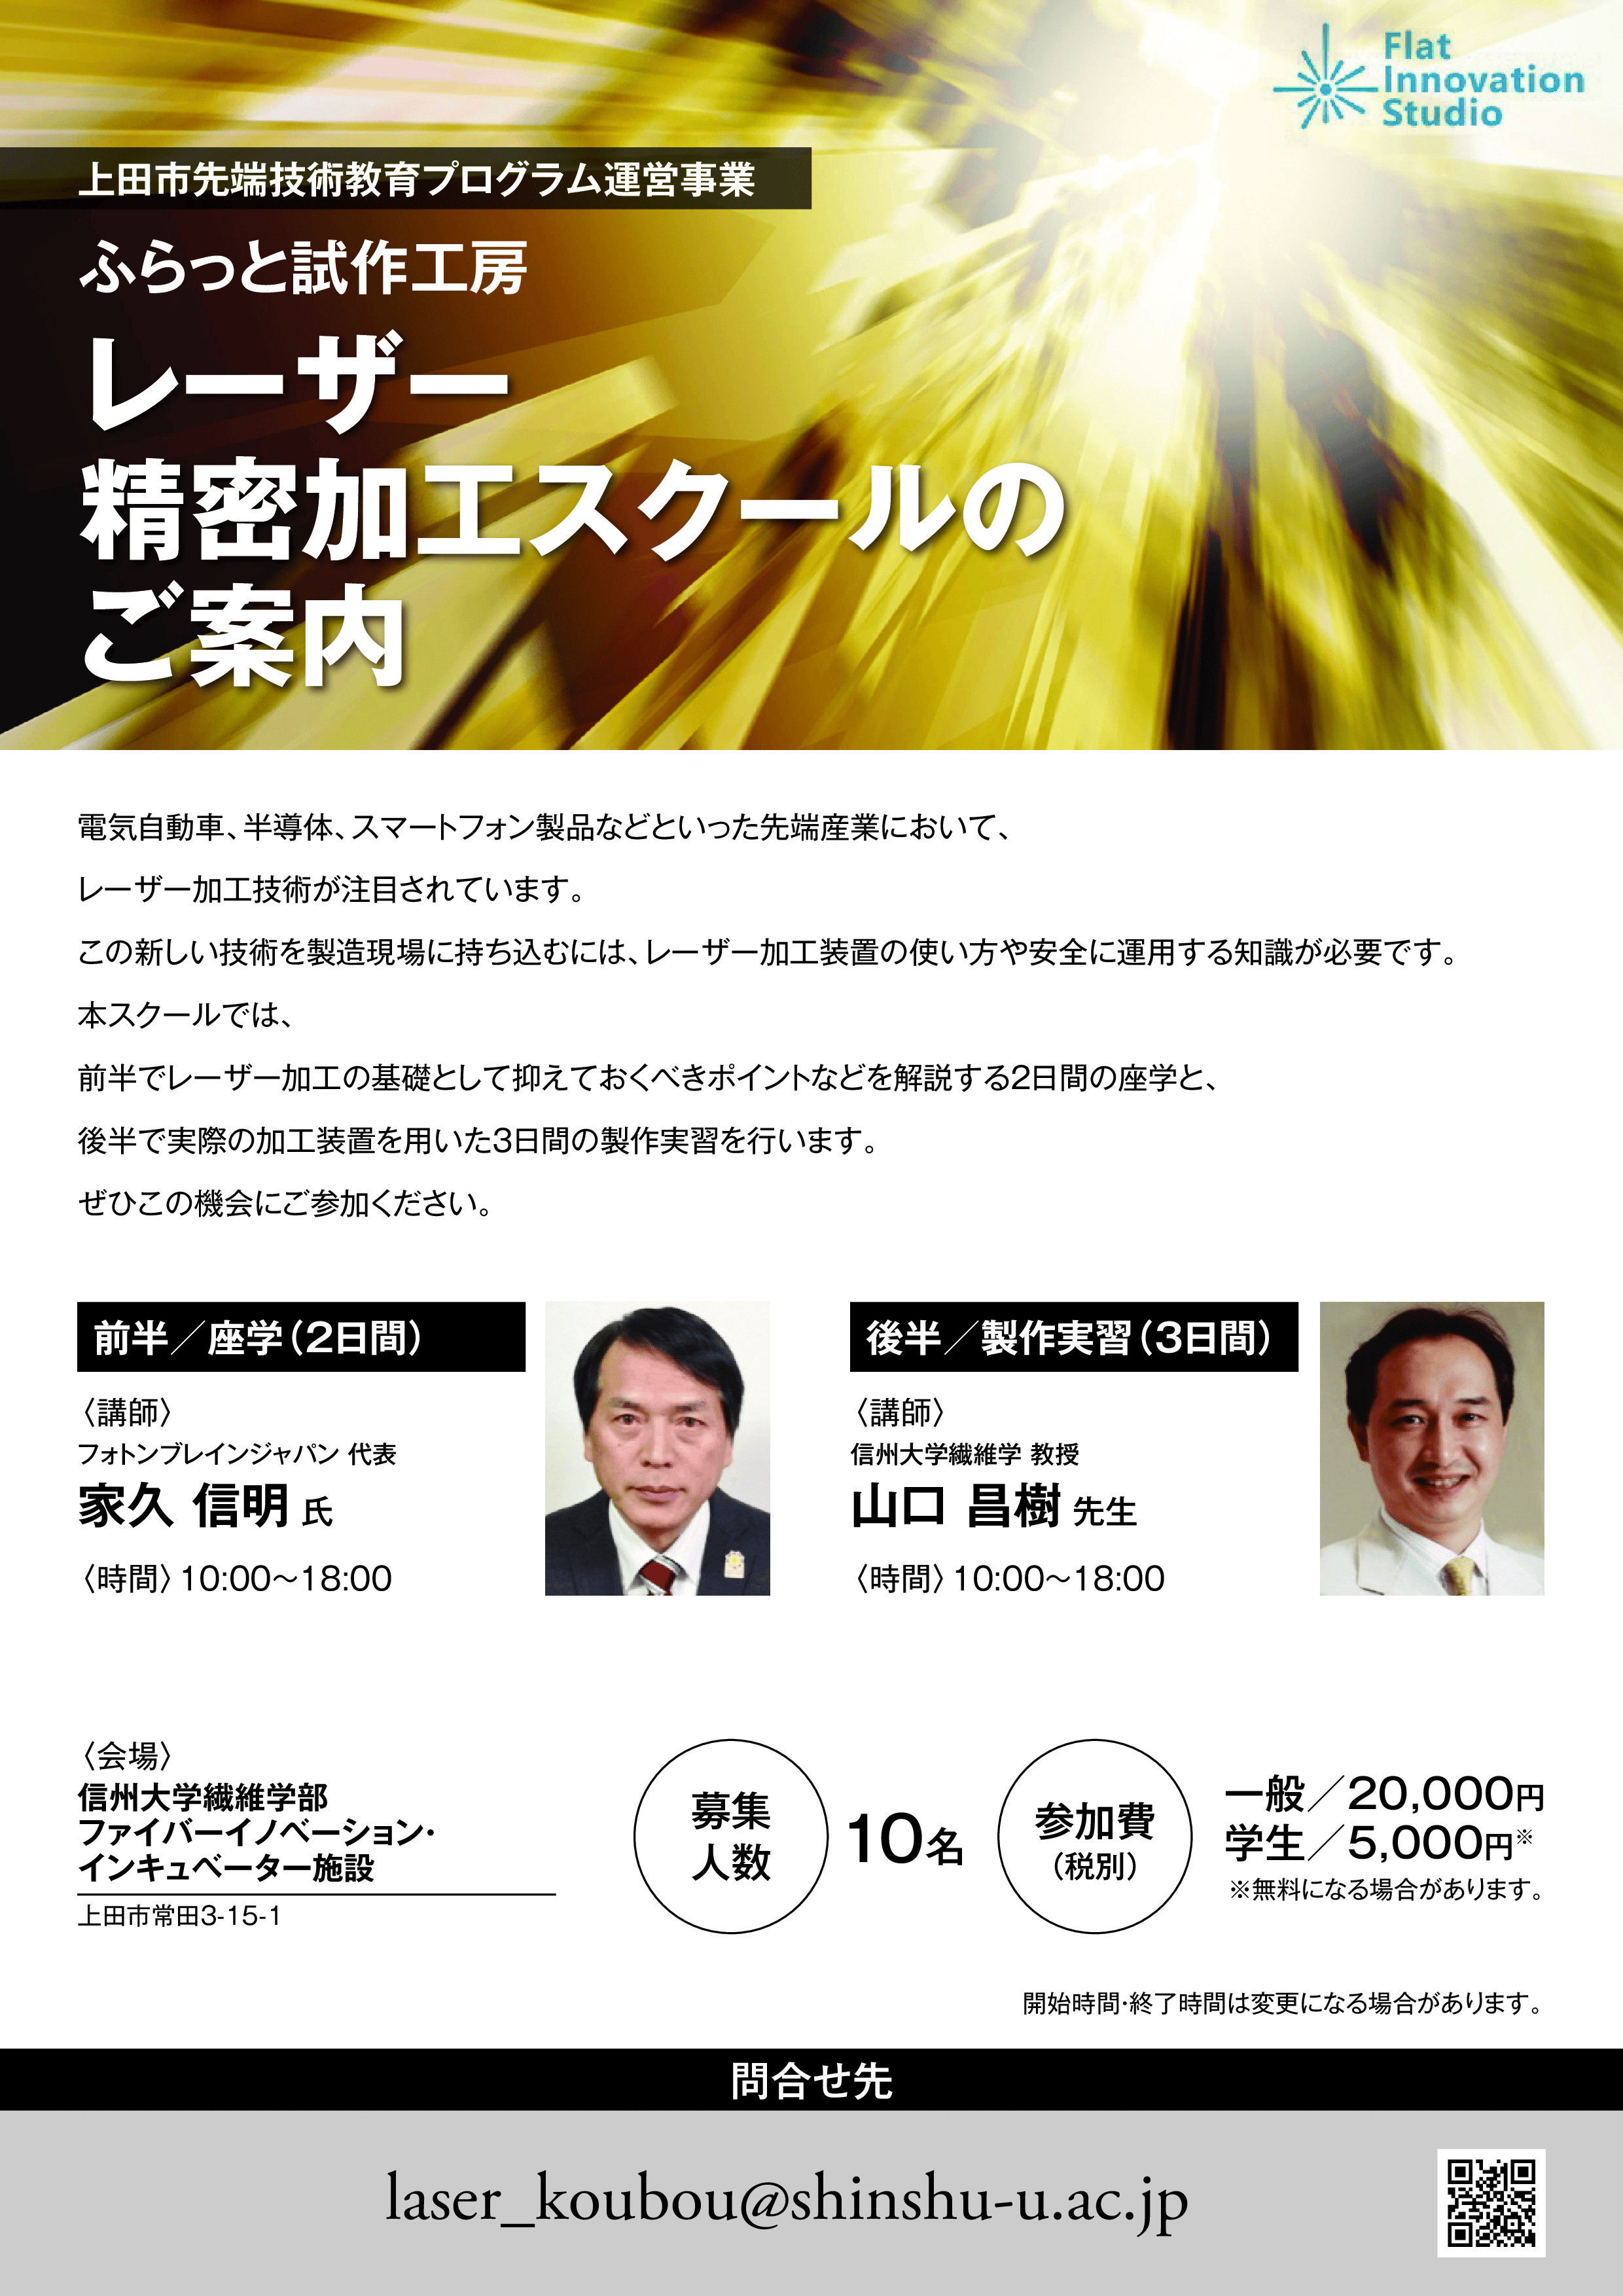 Flat
Innovation
Studio
上田市先端技術教育プログラム運営事業
ふらっと試作工房
レーザー
精密加工スクールの
ご案内
電気自動車、半導体、スマートフォン製品などといった先端産業において、
レーザー加工技術が注目されています。
この新しい技術を製造現場に持ち込むには、レーザー加工装置の使い方や安全に運用する知識が必要です。
本スクールでは、
前半でレーザー加工の基礎として抑えておくべきポイントなどを解説する2日間の座学と、
後半で実際の加工装置を用いた3日間の製作実習を行います。
ぜひこの機会にご参加ください。
前半／座学（2日間）
〈講師〉
フォトンブレインジャパン 代表
家久 信明 氏
〈時間〉10:00〜18:00
後半／製作実習（3日間）
〈講師〉
信州大学繊維学 教授
山口 昌樹 先生
〈時間〉10:00〜18:00
〈会場〉
信州大学繊維学部
ファイバーイノベーション・
インキュベーター施設
上田市常田3-15-1
募集
人数
10名
参加費
（税別）
一般／20,000円
学生／5,000円※
※無料になる場合があります。
開始時間・終了時間は変更になる場合があります。
問合せ先
laser_koubou@shinshu-u.ac.jp